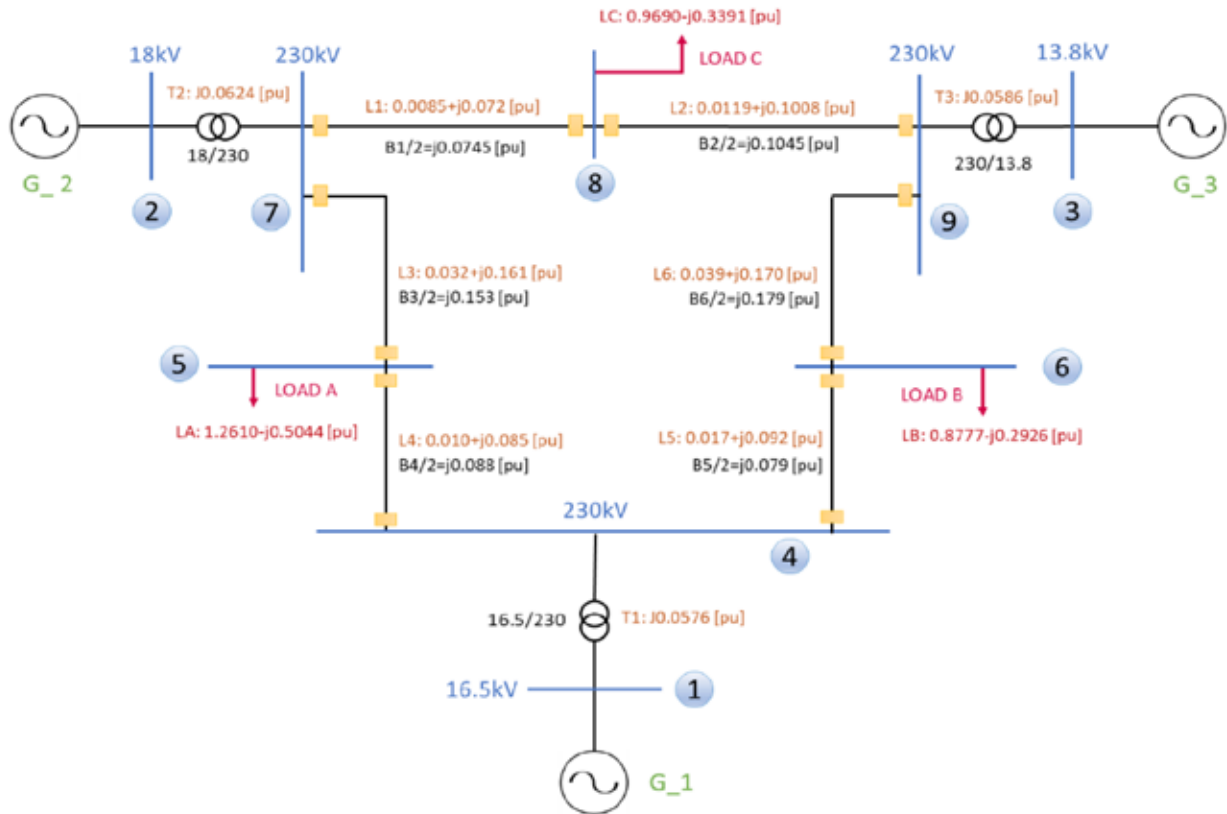 LC: 0.9690-j0.3391 [pu]
LOAD C
18kV
230kV
230kV
13.8kV
T2: J0.0624 [pu]
L1: 0.0085+j0.072 [pu]
L2: 0.0119+j0.1008 [pu]
T3: J0.0586 [pu]
18/230
B1/2=j0.0745 [pu]
B2/2=j0.1045 [pu]
230/13.8
G_ 2
G_3
2
7
8
9
3
L3: 0.032+j0.161 [pu]
B3/2=j0.153 [pu]
L6: 0.039+j0.170 [pu]
B6/2=j0.179 [pu]
5
6
LOAD A
LOAD B
LA: 1.2610-j0.5044 [pu]
L4: 0.010+j0.085 [pu]
B4/2=j0.088 [pu]
L5: 0.017+j0.092 [pu]
B5/2=j0.079 [pu]
LB: 0.8777-j0.2926 [pu]
230kV
4
16.5/230
T1: J0.0576 [pu]
16.5kV
1
G_1